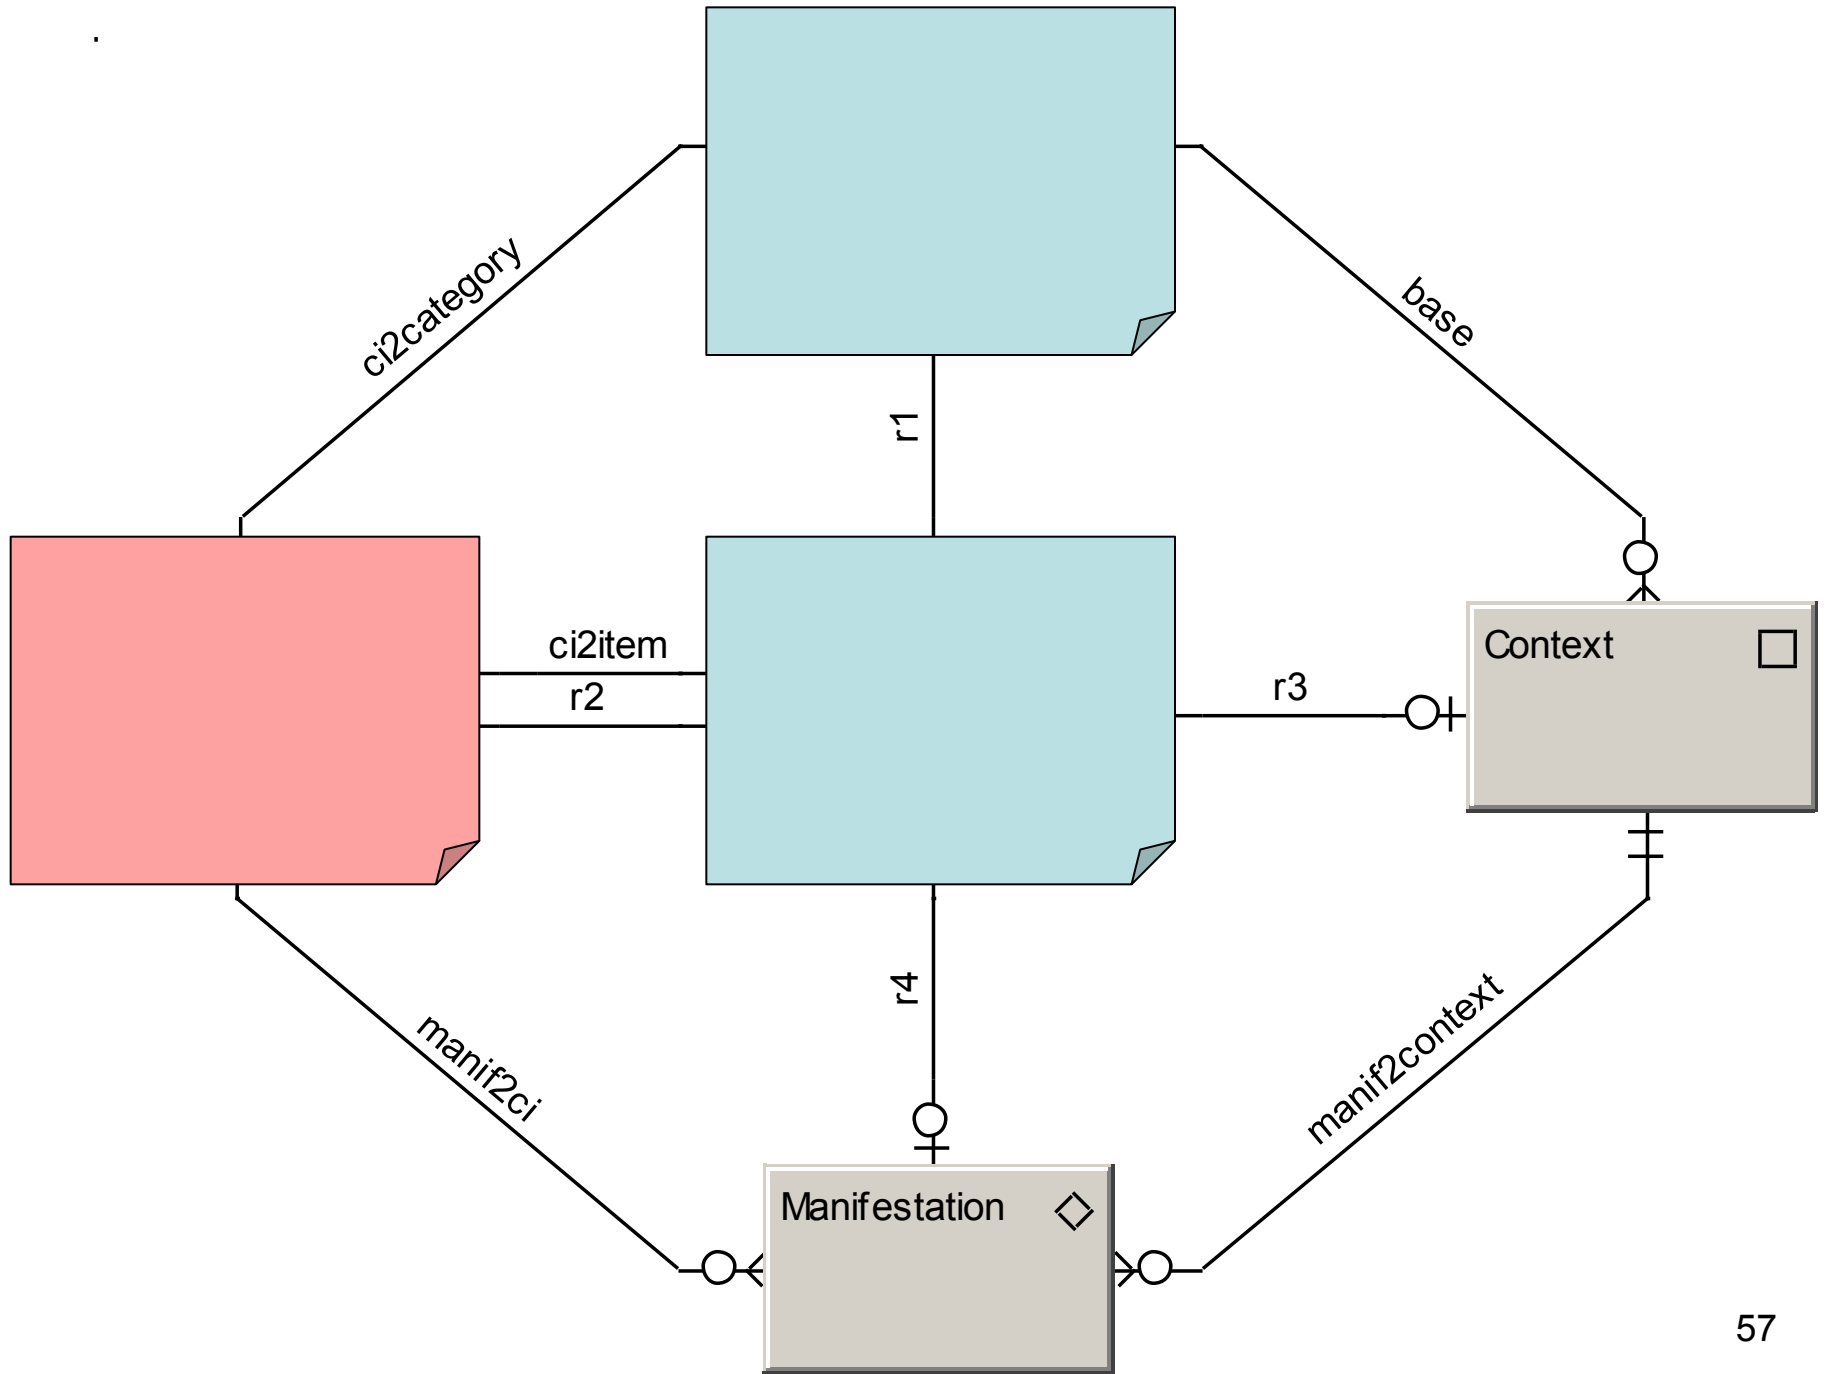 .
ci2category
base
r1
ci2item
r2
r3
Context
r4
manif2ci
manif2context
Manifestation
57